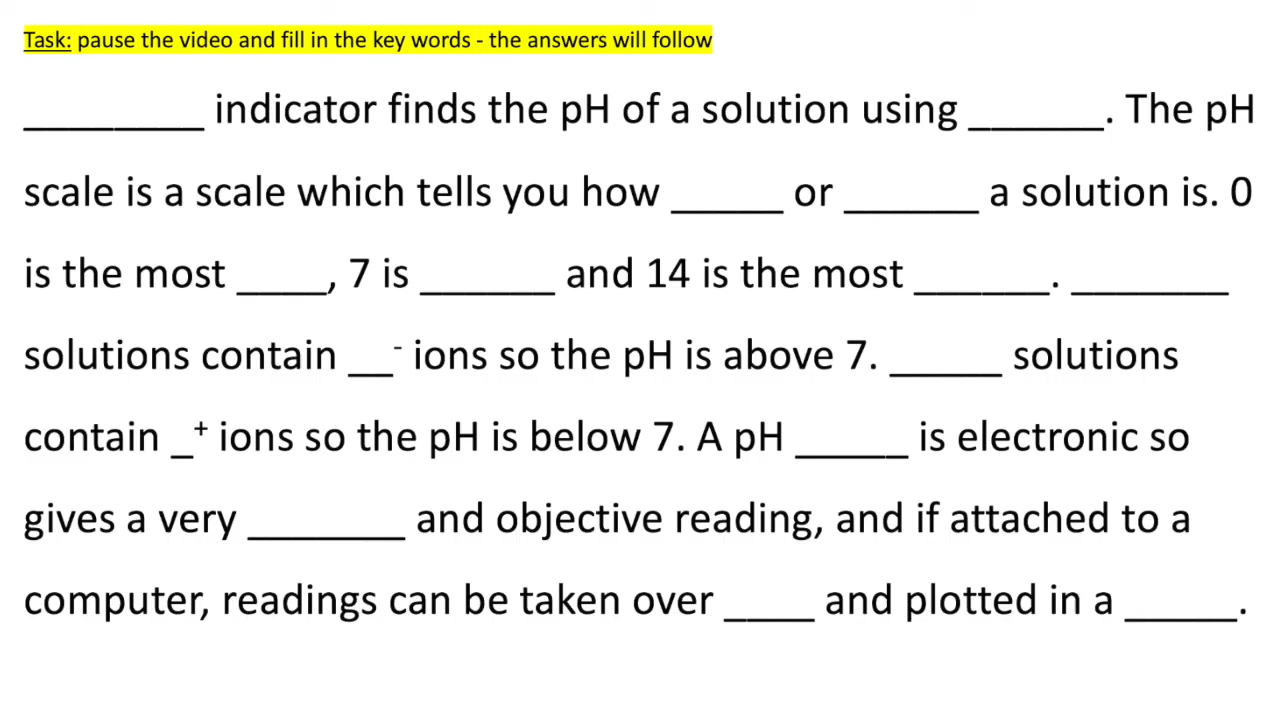 Task: pause the video and fill in the key words - the answers will follow
________ indicator finds the pH of a solution using ______. The pH
scale is a scale which tells you how _____ or ______ a solution is. 0
is the most ____, 7 is ______ and 14 is the most ______. _______
solutions contain __⁻ ions so the pH is above 7. _____ solutions
contain _⁺ ions so the pH is below 7. A pH _____ is electronic so
gives a very _______ and objective reading, and if attached to a
computer, readings can be taken over ____ and plotted in a _____.